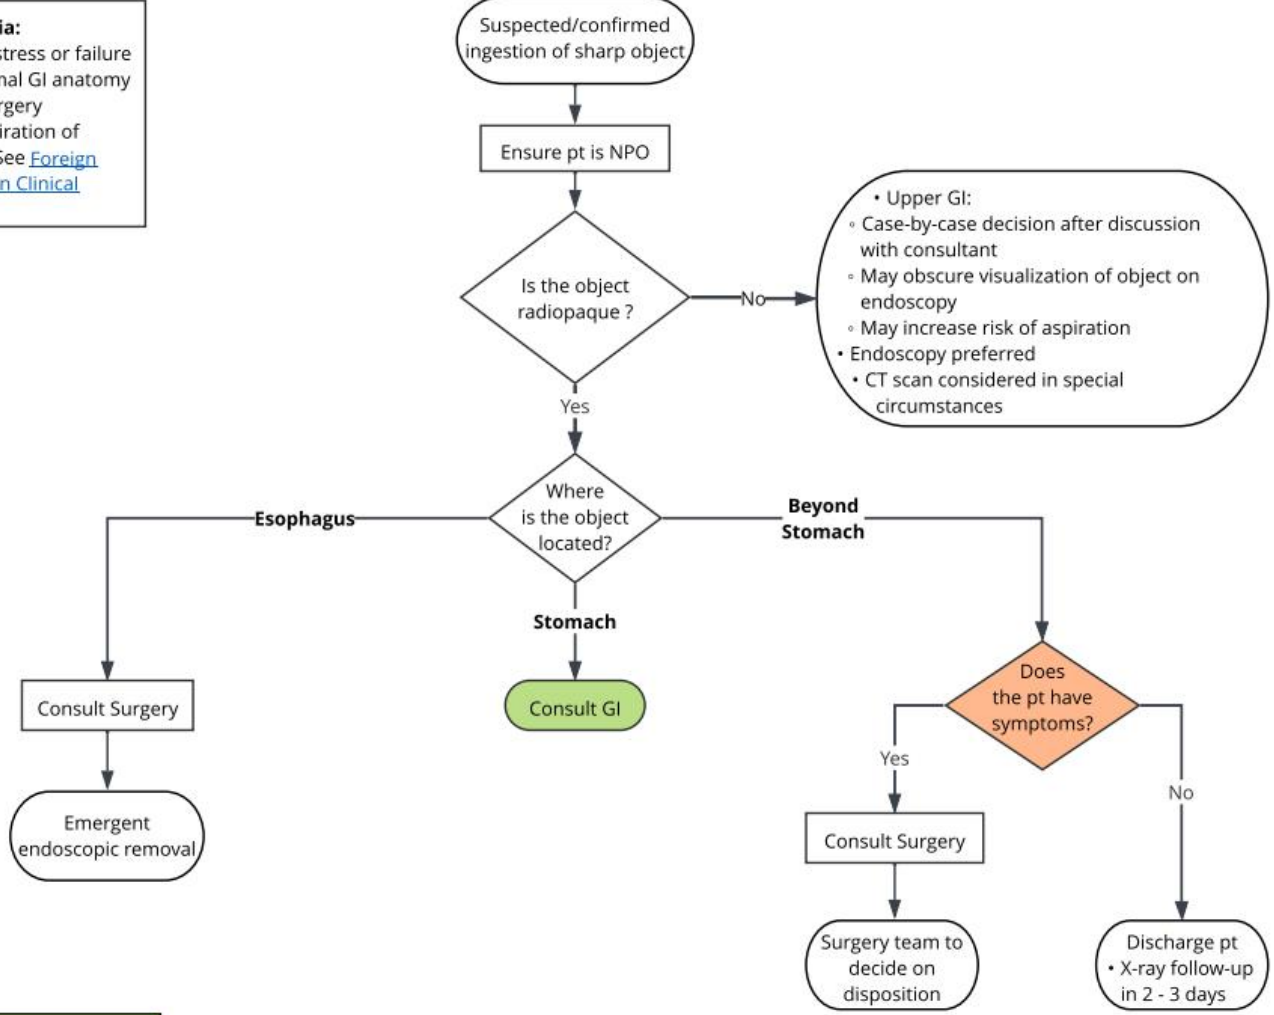 ia:
stress or failure
nal GI anatomy
rgery
iration of
See Foreign
n Clinical
Suspected/confirmed
ingestion of sharp object
Ensure pt is NPO
Is the object
radiopaque ?
No
• Upper GI:
◦ Case-by-case decision after discussion
with consultant
◦ May obscure visualization of object on
endoscopy
◦ May increase risk of aspiration
• Endoscopy preferred
• CT scan considered in special
circumstances
Yes
Where
is the object
located?
Esophagus
Beyond
Stomach
Stomach
Consult Surgery
Consult GI
Does
the pt have
symptoms?
Yes
No
Emergent
endoscopic removal
Consult Surgery
Surgery team to
decide on
disposition
Discharge pt
• X-ray follow-up
in 2 - 3 days